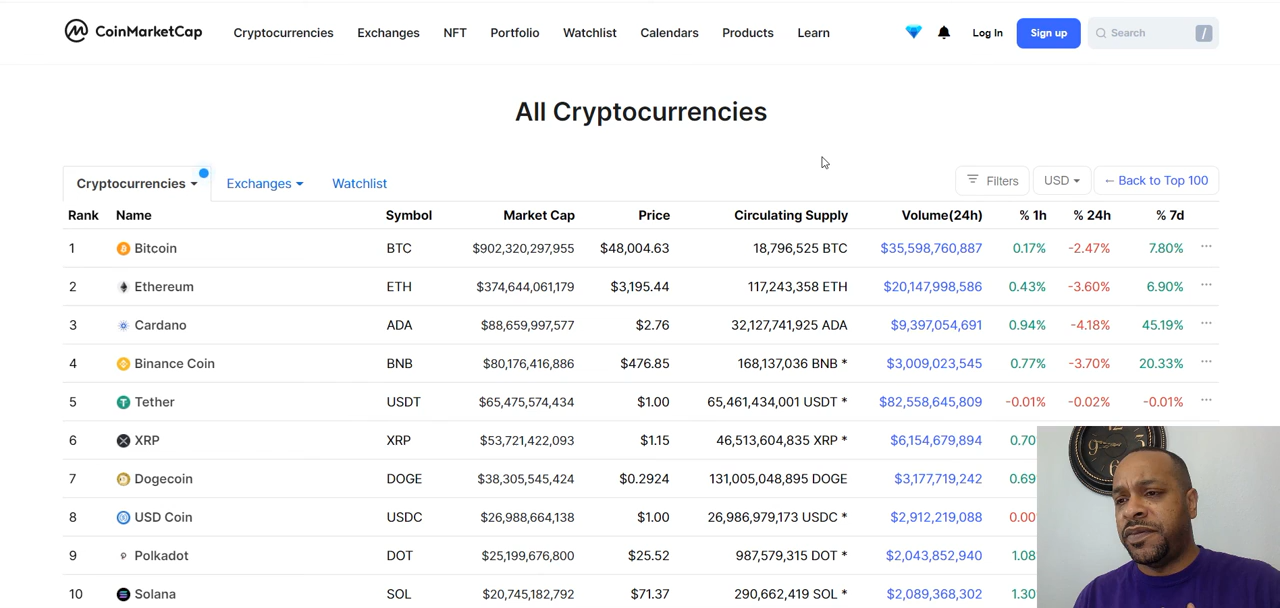 CoinMarketCap Cryptocurrencies Exchanges NFT Portfolio Watchlist Calendars Products Learn Log In Sign up Search /
All Cryptocurrencies
Cryptocurrencies Exchanges Watchlist Filters USD ← Back to Top 100
Rank Name Symbol Market Cap Price Circulating Supply Volume(24h) % 1h % 24h % 7d
1 Bitcoin BTC $902,320,297,955 $48,004.63 18,796,525 BTC $35,598,760,887 0.17% -2.47% 7.80% ...
2 Ethereum ETH $374,644,061,179 $3,195.44 117,243,358 ETH $20,147,998,586 0.43% -3.60% 6.90% ...
3 Cardano ADA $88,659,997,577 $2.76 32,127,741,925 ADA $9,397,054,691 0.94% -4.18% 45.19% ...
4 Binance Coin BNB $80,176,416,886 $476.85 168,137,036 BNB * $3,009,023,545 0.77% -3.70% 20.33% ...
5 Tether USDT $65,475,574,434 $1.00 65,461,434,001 USDT * $82,558,645,809 -0.01% -0.02% -0.01% ...
6 XRP XRP $53,721,422,093 $1.15 46,513,604,835 XRP * $6,154,679,894 0.70
7 Dogecoin DOGE $38,305,545,424 $0.2924 131,005,048,895 DOGE $3,177,719,242 0.69
8 USD Coin USDC $26,988,664,138 $1.00 26,986,979,173 USDC * $2,912,219,088 0.00
9 Polkadot DOT $25,199,676,800 $25.52 987,579,315 DOT * $2,043,852,940 1.08
10 Solana SOL $20,745,182,792 $71.37 290,662,419 SOL * $2,089,368,302 1.30